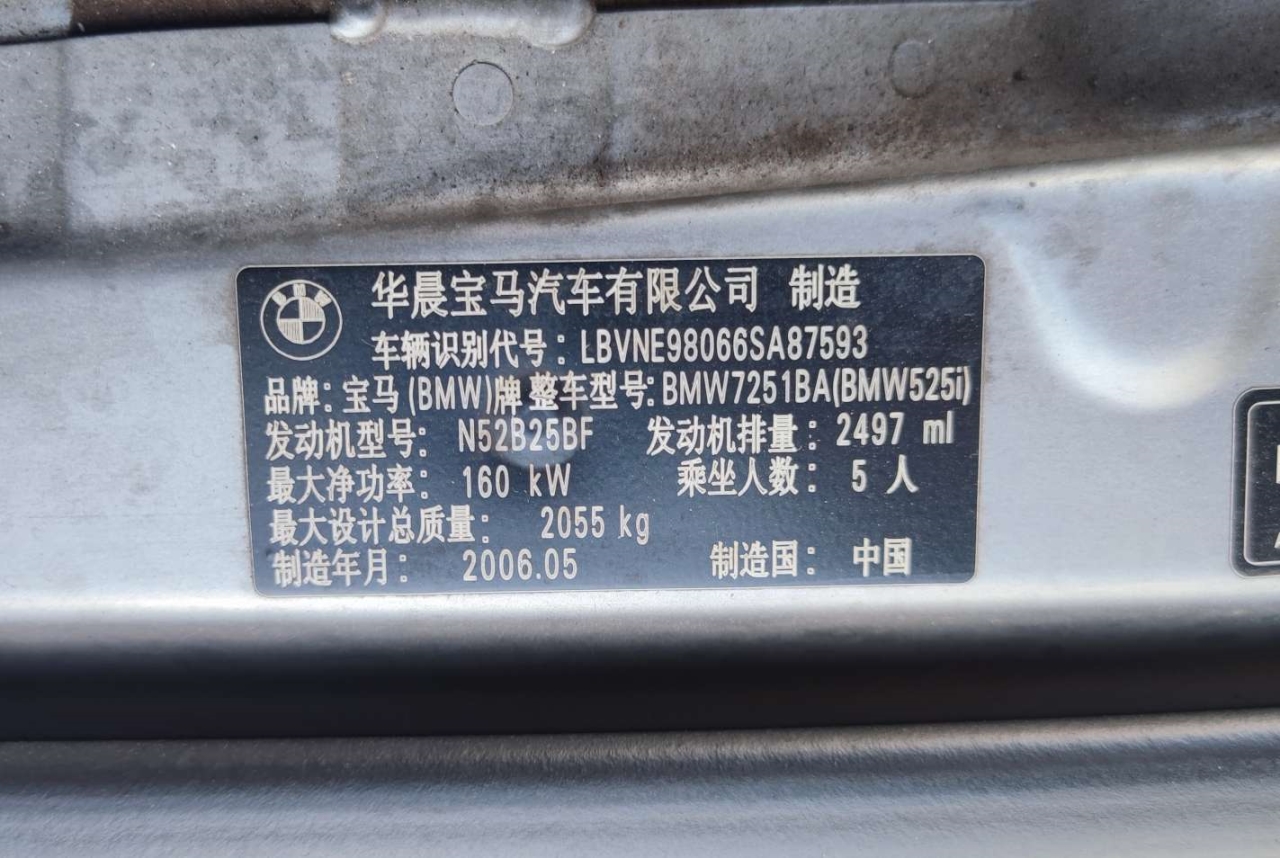 华晨宝马汽车有限公司 制造
车辆识别代号：LBVNE98066SA87593
品牌：宝马(BMW)牌 整车型号：BMW7251BA(BMW525i)
发动机型号：N52B25BF 发动机排量：2497 ml
最大净功率：160 kW 乘坐人数：5 人
最大设计总质量：2055 kg
制造年月：2006.05 制造国：中国